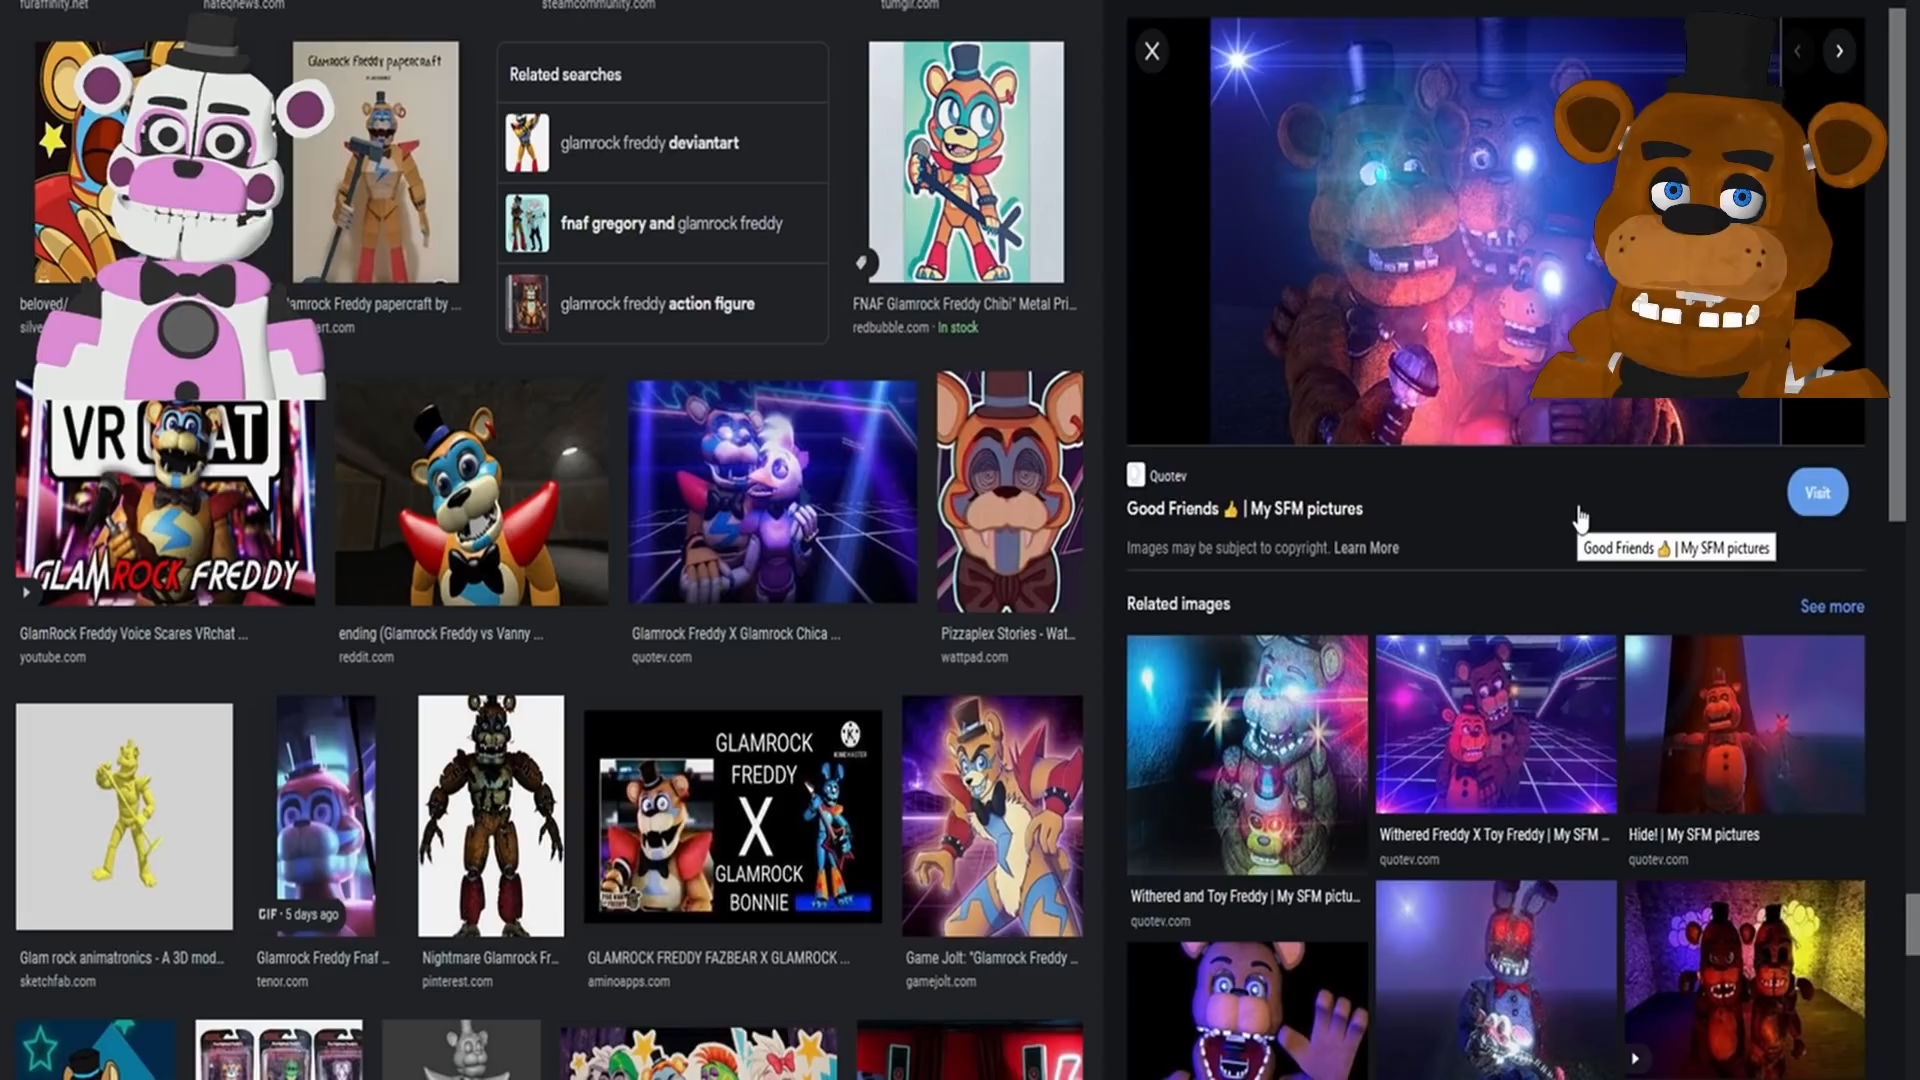 furaffinity.net
hateqnews.com
steamcommunity.com
tumgir.com
Glamrock Freddy papercraft
Related searches
glamrock freddy deviantart
fnaf gregory and glamrock freddy
glamrock freddy action figure
beloved/
silve
amrock Freddy papercraft by ...
art.com
FNAF Glamrock Freddy Chibi" Metal Pri...
redbubble.com · In stock
VR CHAT
GLAMROCK FREDDY
GlamRock Freddy Voice Scares VRchat ...
youtube.com
ending (Glamrock Freddy vs Vanny ...
reddit.com
Glamrock Freddy X Glamrock Chica ...
quotev.com
Pizzaplex Stories - Wat...
wattpad.com
GIF · 5 days ago
GLAMROCK
FREDDY
X
GLAMROCK
BONNIE
KINEMASTER
Glam rock animatronics - A 3D mod...
sketchfab.com
Glamrock Freddy Fnaf ...
tenor.com
Nightmare Glamrock Fr...
pinterest.com
GLAMROCK FREDDY FAZBEAR X GLAMROCK ...
aminoapps.com
Game Jolt: "Glamrock Freddy ...
gamejolt.com
Quotev
Good Friends 👍 | My SFM pictures
Visit
Images may be subject to copyright. Learn More
Good Friends 👍 | My SFM pictures
Related images
See more
Withered and Toy Freddy | My SFM pictu...
quotev.com
Withered Freddy X Toy Freddy | My SFM ...
quotev.com
Hide! | My SFM pictures
quotev.com